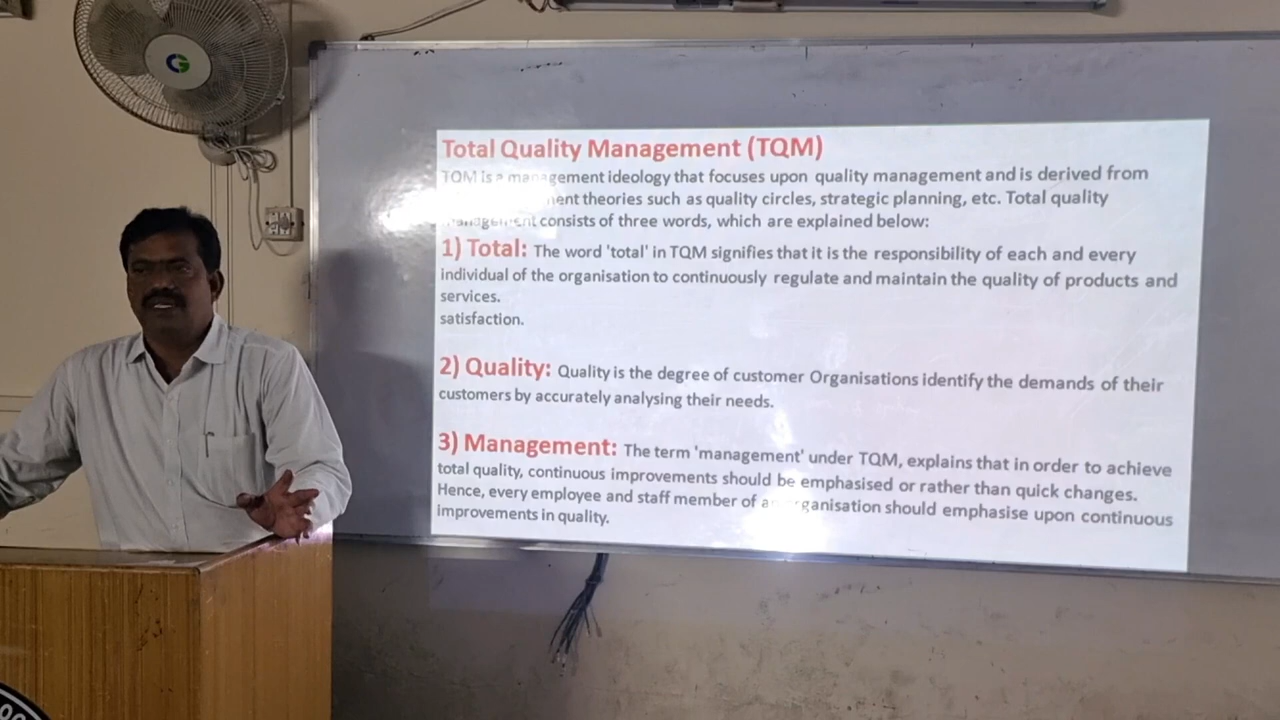 Total Quality Management (TQM)
TQM is a management ideology that focuses upon quality management and is derived from
theories such as quality circles, strategic planning, etc. Total quality
management consists of three words, which are explained below:
1) Total: The word 'total' in TQM signifies that it is the responsibility of each and every
individual of the organisation to continuously regulate and maintain the quality of products and
services.
satisfaction.
2) Quality: Quality is the degree of customer Organisations identify the demands of their
customers by accurately analysing their needs.
3) Management: The term 'management' under TQM, explains that in order to achieve
total quality, continuous improvements should be emphasised or rather than quick changes.
Hence, every employee and staff member of an organisation should emphasise upon continuous
improvements in quality.